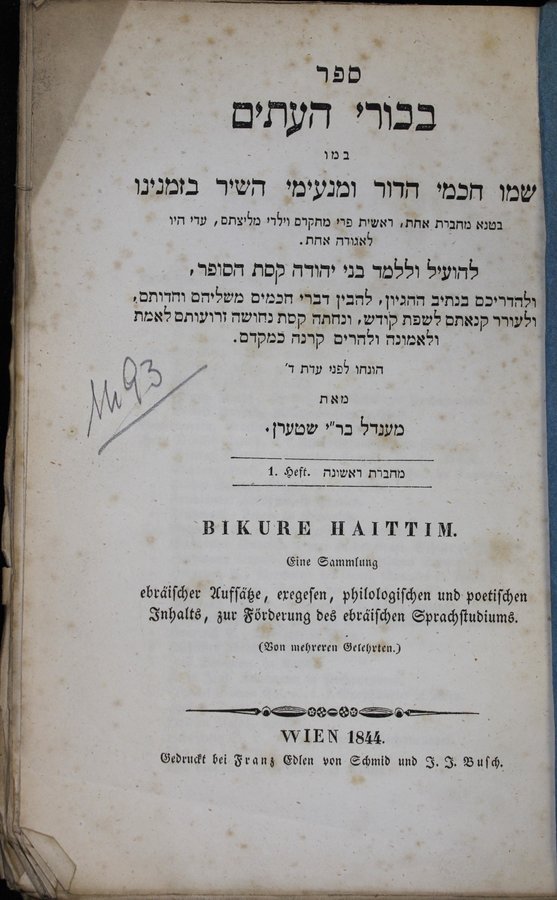 ספר
בכורי העתים
במו
שמו חכמי הדור ומנעימי השיר בזמנינו
בטנא מחברת אחת, ראשית פרי מחקרם וילדי מליצתם, עדי היו
לאגודה אחת.
להועיל וללמד בני יהודה קסת הסופר,
ולהדריכם בנתיב ההגיון, להבין דברי חכמים משליהם וחדותם,
ולעורר קנאתם לשפת קודש, ונחתה קסת נחושה זרועותם לאמת
ולאמונה ולהרים קרנה כמקדם.
הונחו לפני עדת ד׳
מאת
מענדל בר״י שטערן.
1. Heft. מחברת ראשונה
BIKURE HAITTIM.
Eine Sammlung
ebräischer Aufsätze, exegesen, philologischen und poetischen
Inhalts, zur Förderung des ebräischen Sprachstudiums.
(Von mehreren Gelehrten.)
WIEN 1844.
Gedruckt bei Franz Edlen von Schmid und J. J. Busch.
93